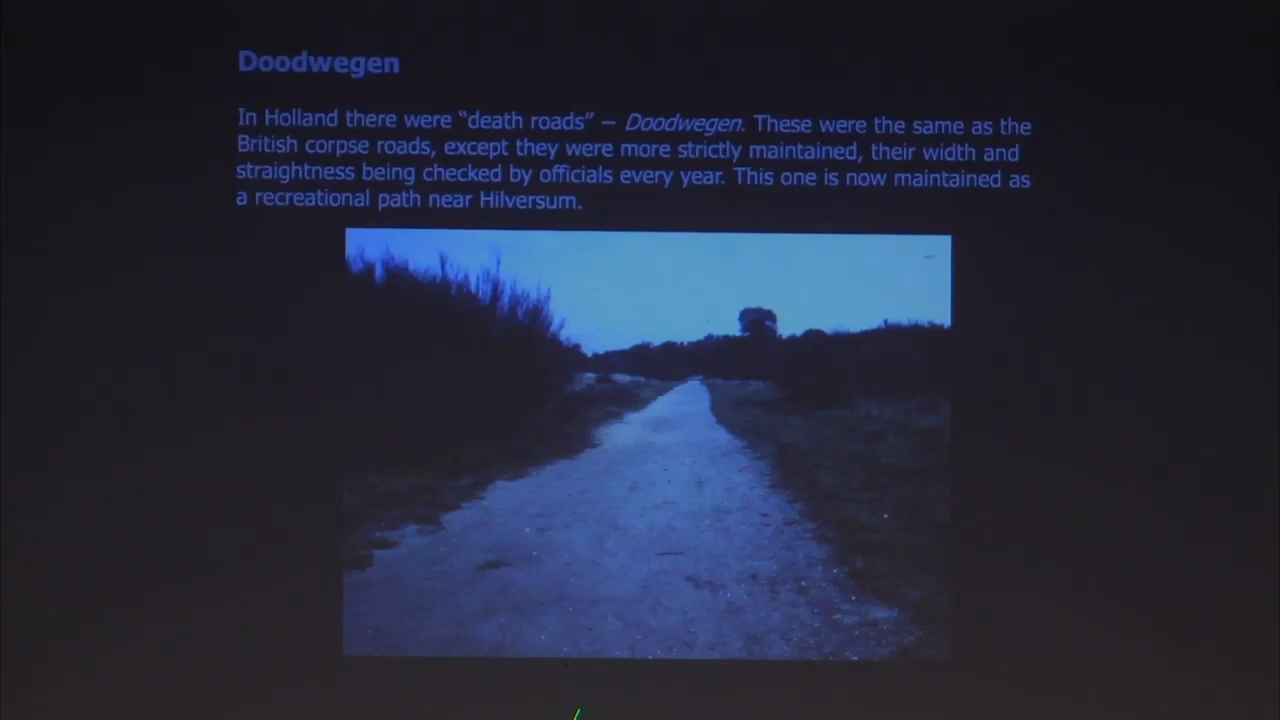 Doodwegen
In Holland there were “death roads” – Doodwegen. These were the same as the
British corpse roads, except they were more strictly maintained, their width and
straightness being checked by officials every year. This one is now maintained as
a recreational path near Hilversum.